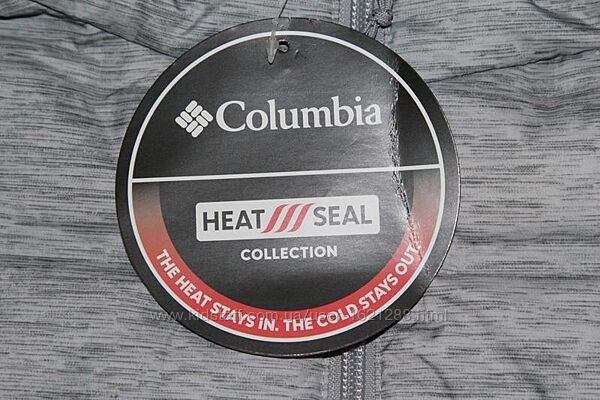 Columbia
HEAT SEAL
COLLECTION
THE HEAT STAYS IN. THE COLD STAYS OUT.